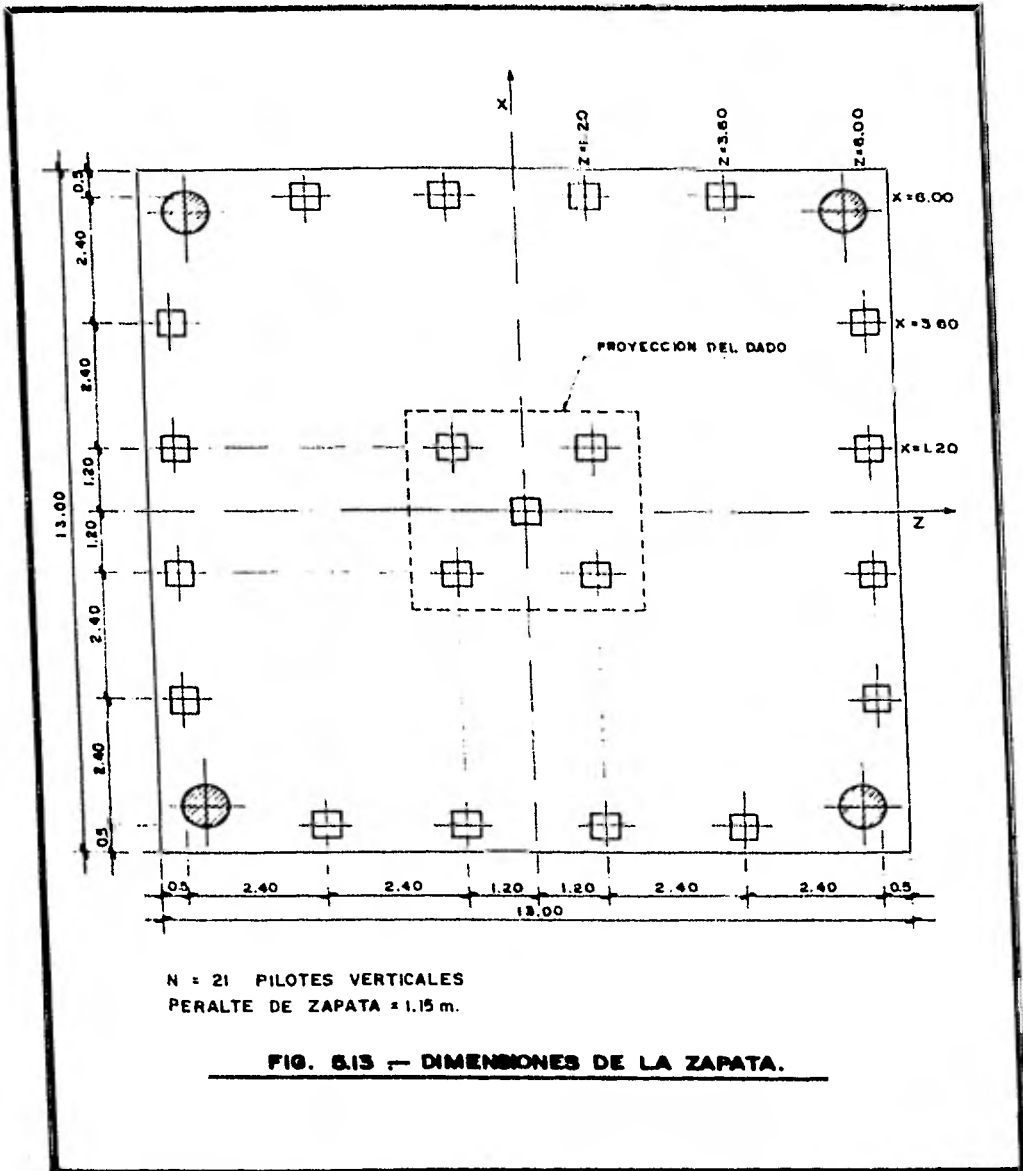 X
Z=1.20
Z=3.60
Z=6.00
0.5
X=6.00
2.40
X=3.60
2.40
PROYECCION DEL DADO
X=1.20
1.20
13.00
Z
1.20
2.40
2.40
0.5
0.5 2.40 2.40 1.20 1.20 2.40 2.40 0.5
13.00
N = 21 PILOTES VERTICALES
PERALTE DE ZAPATA = 1.15 m.
FIG. 5.13 .- DIMENSIONES DE LA ZAPATA.